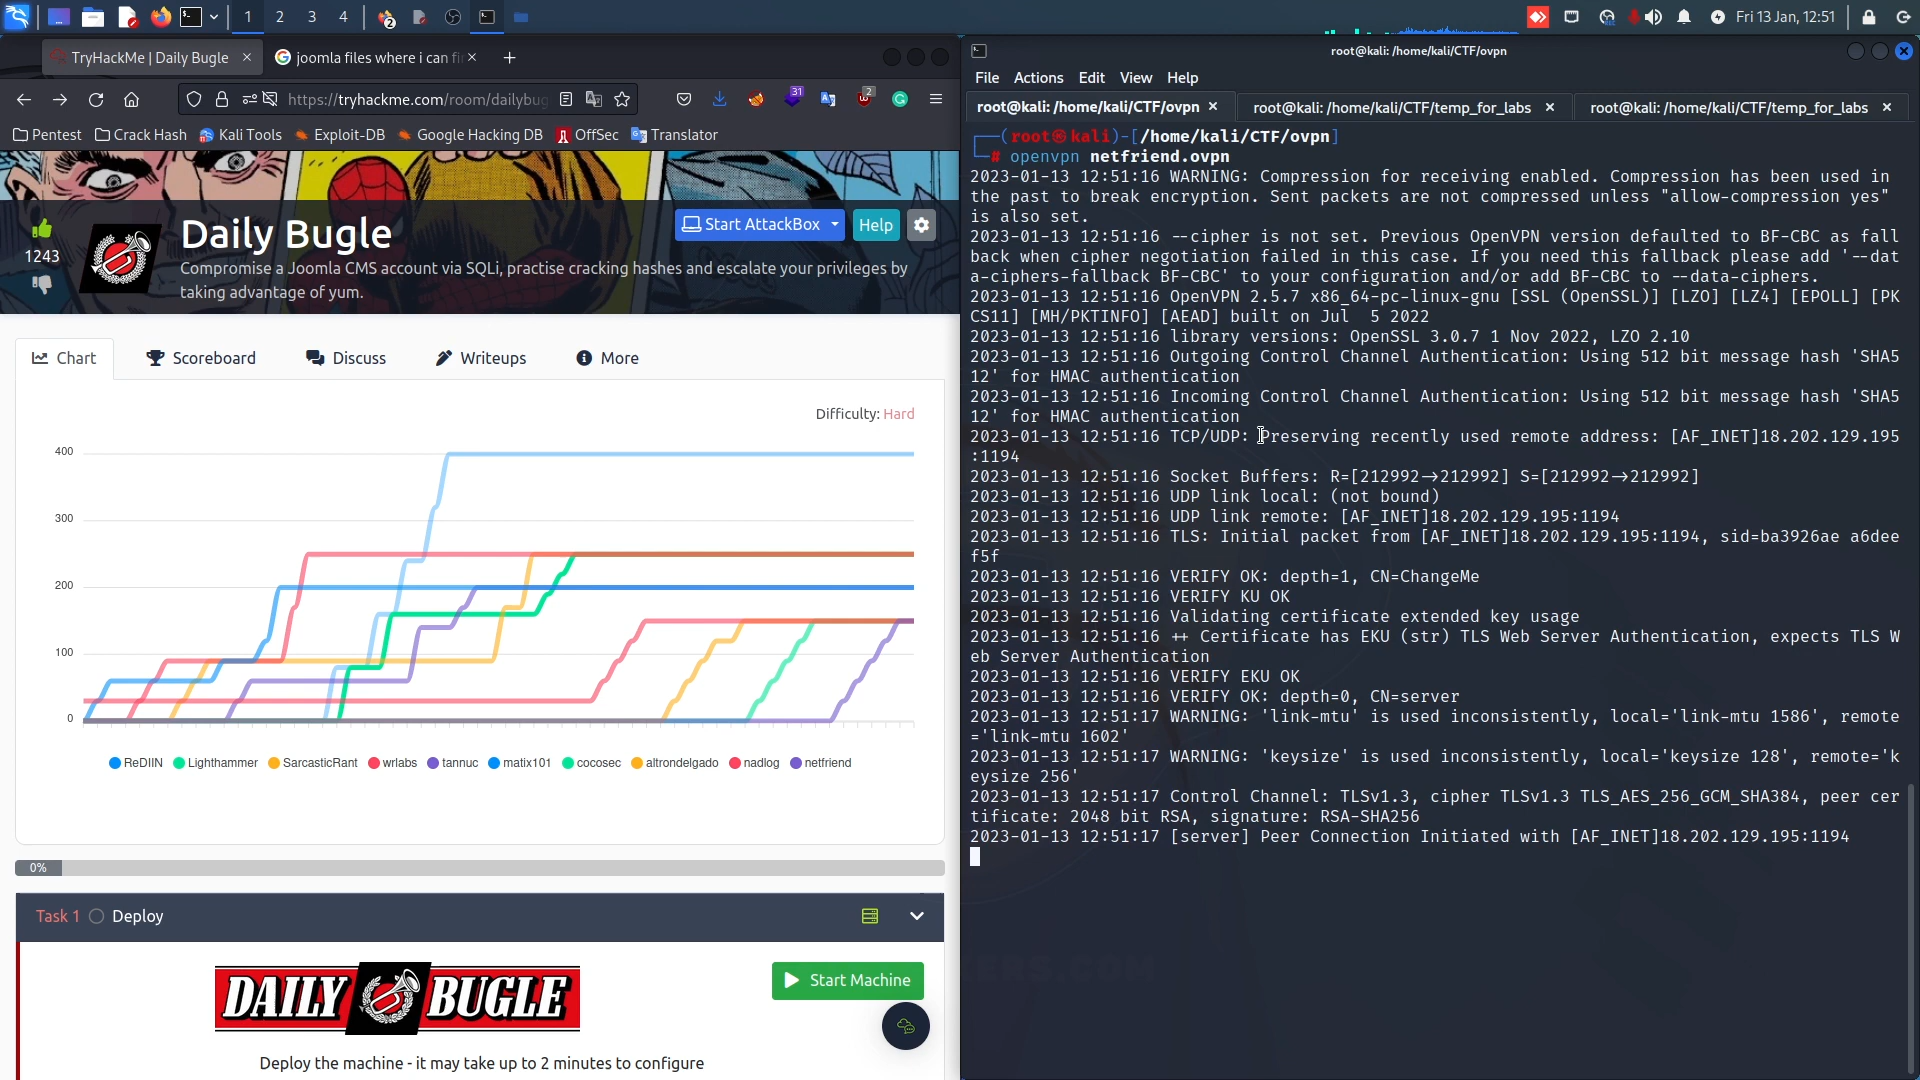 1
2
3
4
2
Fri 13 Jan, 12:51
TryHackMe | Daily Bugle
joomla files where i can fi
https://tryhackme.com/room/dailybug
31
2
Pentest
Crack Hash
Kali Tools
Exploit-DB
Google Hacking DB
OffSec
Translator
1243
Daily Bugle
Start AttackBox
Help
Compromise a Joomla CMS account via SQLi, practise cracking hashes and escalate your privileges by
taking advantage of yum.
Chart
Scoreboard
Discuss
Writeups
More
Difficulty: Hard
400
300
200
100
0
ReDIIN
Lighthammer
SarcasticRant
wrlabs
tannuc
matix101
cocosec
altrondelgado
nadlog
netfriend
0%
Task 1
Deploy
DAILY BUGLE
Start Machine
Deploy the machine - it may take up to 2 minutes to configure
root@kali: /home/kali/CTF/ovpn
File Actions Edit View Help
root@kali: /home/kali/CTF/ovpn
root@kali: /home/kali/CTF/temp_for_labs
root@kali: /home/kali/CTF/temp_for_labs
┌──(root㉿kali)-[/home/kali/CTF/ovpn]
└─# openvpn netfriend.ovpn
2023-01-13 12:51:16 WARNING: Compression for receiving enabled. Compression has been used in
the past to break encryption. Sent packets are not compressed unless "allow-compression yes"
is also set.
2023-01-13 12:51:16 --cipher is not set. Previous OpenVPN version defaulted to BF-CBC as fall
back when cipher negotiation failed in this case. If you need this fallback please add '--dat
a-ciphers-fallback BF-CBC' to your configuration and/or add BF-CBC to --data-ciphers.
2023-01-13 12:51:16 OpenVPN 2.5.7 x86_64-pc-linux-gnu [SSL (OpenSSL)] [LZO] [LZ4] [EPOLL] [PK
CS11] [MH/PKTINFO] [AEAD] built on Jul  5 2022
2023-01-13 12:51:16 library versions: OpenSSL 3.0.7 1 Nov 2022, LZO 2.10
2023-01-13 12:51:16 Outgoing Control Channel Authentication: Using 512 bit message hash 'SHA5
12' for HMAC authentication
2023-01-13 12:51:16 Incoming Control Channel Authentication: Using 512 bit message hash 'SHA5
12' for HMAC authentication
2023-01-13 12:51:16 TCP/UDP: Preserving recently used remote address: [AF_INET]18.202.129.195
:1194
2023-01-13 12:51:16 Socket Buffers: R=[212992->212992] S=[212992->212992]
2023-01-13 12:51:16 UDP link local: (not bound)
2023-01-13 12:51:16 UDP link remote: [AF_INET]18.202.129.195:1194
2023-01-13 12:51:16 TLS: Initial packet from [AF_INET]18.202.129.195:1194, sid=ba3926ae a6dee
f5f
2023-01-13 12:51:16 VERIFY OK: depth=1, CN=ChangeMe
2023-01-13 12:51:16 VERIFY KU OK
2023-01-13 12:51:16 Validating certificate extended key usage
2023-01-13 12:51:16 ++ Certificate has EKU (str) TLS Web Server Authentication, expects TLS W
eb Server Authentication
2023-01-13 12:51:16 VERIFY EKU OK
2023-01-13 12:51:16 VERIFY OK: depth=0, CN=server
2023-01-13 12:51:17 WARNING: 'link-mtu' is used inconsistently, local='link-mtu 1586', remote
='link-mtu 1602'
2023-01-13 12:51:17 WARNING: 'keysize' is used inconsistently, local='keysize 128', remote='k
eysize 256'
2023-01-13 12:51:17 Control Channel: TLSv1.3, cipher TLSv1.3 TLS_AES_256_GCM_SHA384, peer cer
tificate: 2048 bit RSA, signature: RSA-SHA256
2023-01-13 12:51:17 [server] Peer Connection Initiated with [AF_INET]18.202.129.195:1194